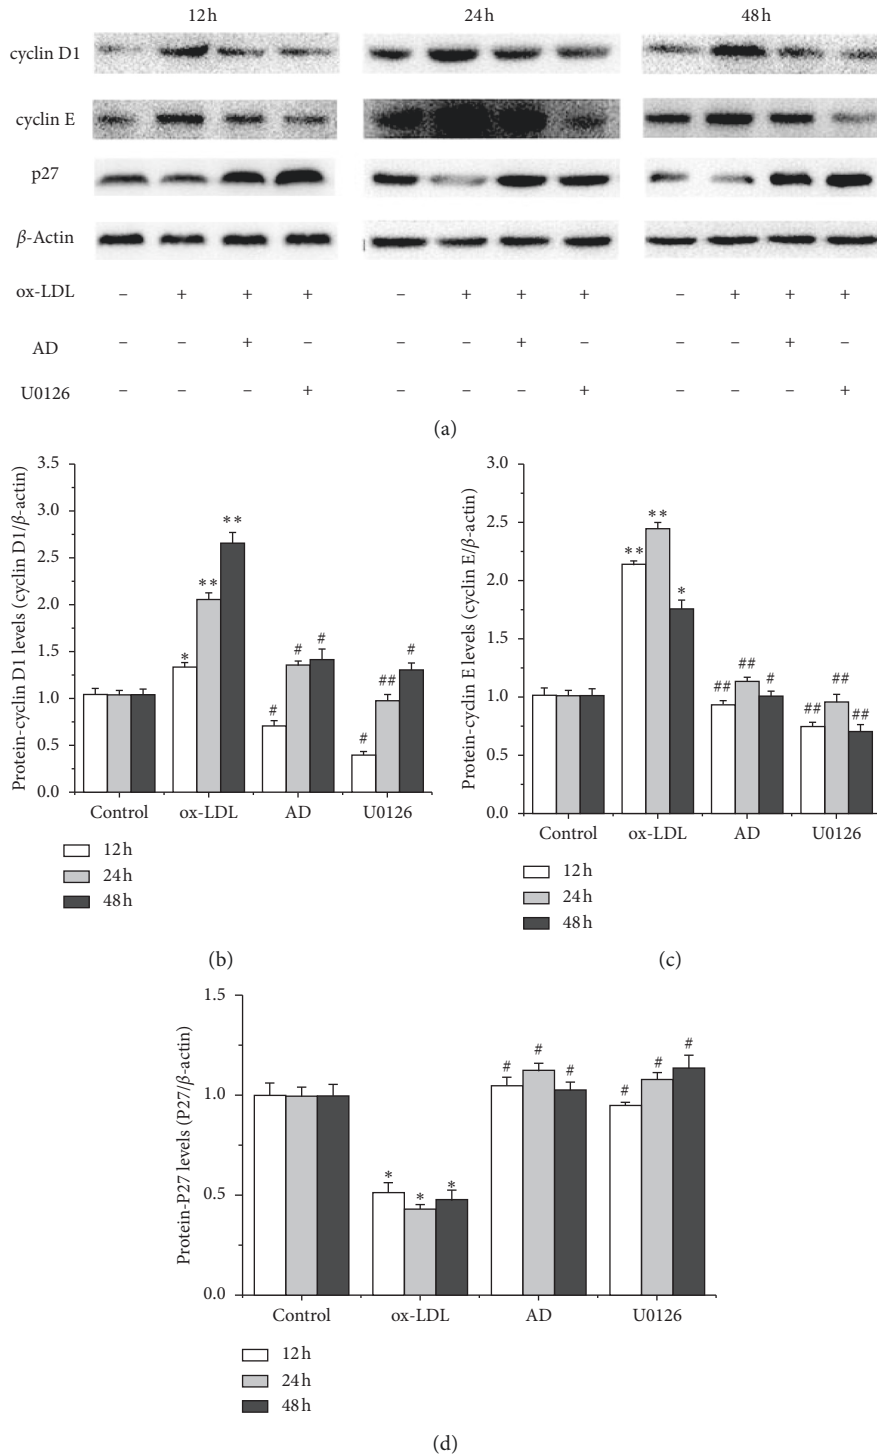 12 h 24 h 48 h
cyclin D1
cyclin E
p27
β-Actin
ox-LDL – + + + – + + + – + + +
AD – – + – – – + – – – + –
U0126 – – – + – – – + – – – +
(a)
Protein-cyclin D1 levels (cyclin D1/β-actin)
3.5
3.0
2.5
2.0
1.5
1.0
0.5
0.0
* ** **
# # #
# ## #
Control ox-LDL AD U0126
12 h
24 h
48 h
(b)
Protein-cyclin E levels (cyclin E/β-actin)
3.0
2.5
2.0
1.5
1.0
0.5
0.0
** ** *
## ## #
## ## ##
Control ox-LDL AD U0126
12 h
24 h
48 h
(c)
Protein-P27 levels (P27/β-actin)
1.5
1.0
0.5
0.0
* * *
# # #
# # #
Control ox-LDL AD U0126
12 h
24 h
48 h
(d)